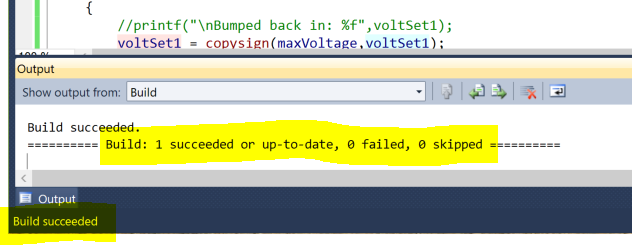 {
//printf("\nBumped back in: %f",voltSet1);
voltSet1 = copysign(maxVoltage,voltSet1);
Output
Show output from: Build
Build succeeded.
========== Build: 1 succeeded or up-to-date, 0 failed, 0 skipped ==========
Output
Build succeeded